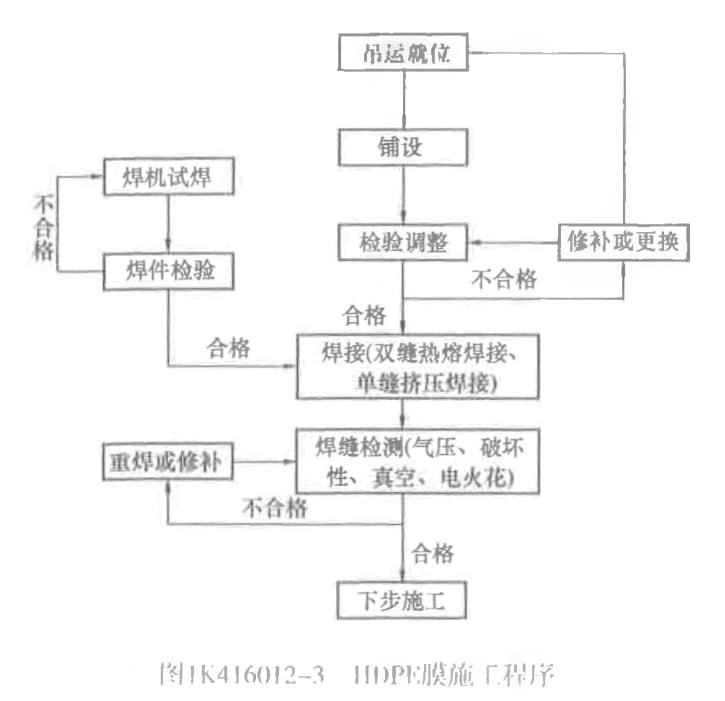 吊运就位
铺设
焊机试焊
不合格
检验调整
修补或更换
焊件检验
不合格
合格
合格
焊接(双缝热熔焊接、
单缝挤压焊接)
焊缝检测(气压、破坏
性、真空、电火花)
重焊或修补
不合格
合格
下步施工
图1K416012-3 HDPE膜施工程序